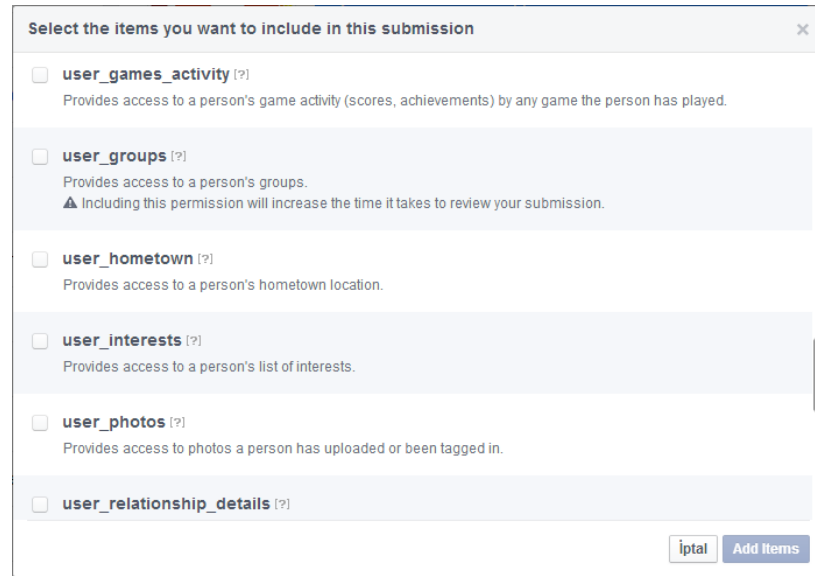 Select the items you want to include in this submission ×
user_games_activity [?]
Provides access to a person's game activity (scores, achievements) by any game the person has played.
user_groups [?]
Provides access to a person's groups.
Including this permission will increase the time it takes to review your submission.
user_hometown [?]
Provides access to a person's hometown location.
user_interests [?]
Provides access to a person's list of interests.
user_photos [?]
Provides access to photos a person has uploaded or been tagged in.
user_relationship_details [?]
İptal Add Items